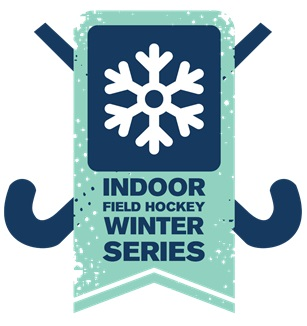 INDOOR
FIELD HOCKEY
WINTER
SERIES